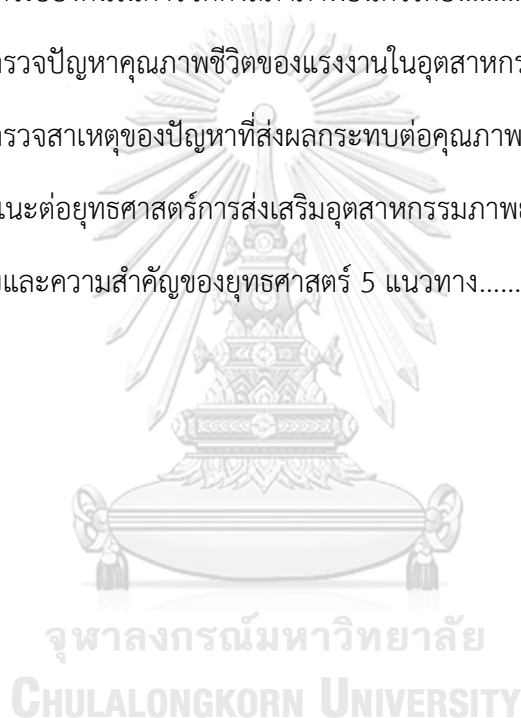 รวจปัญหาคุณภาพชีวิตของแรงงานในอุตสาหกร
รวจสาเหตุของปัญหาที่ส่งผลกระทบต่อคุณภาพ
แนะต่อยุทธศาสตร์การส่งเสริมอุตสาหกรรมภาพย
และความสำคัญของยุทธศาสตร์ 5 แนวทาง.......
จุฬาลงกรณ์มหาวิทยาลัย
CHULALONGKORN UNIVERSITY